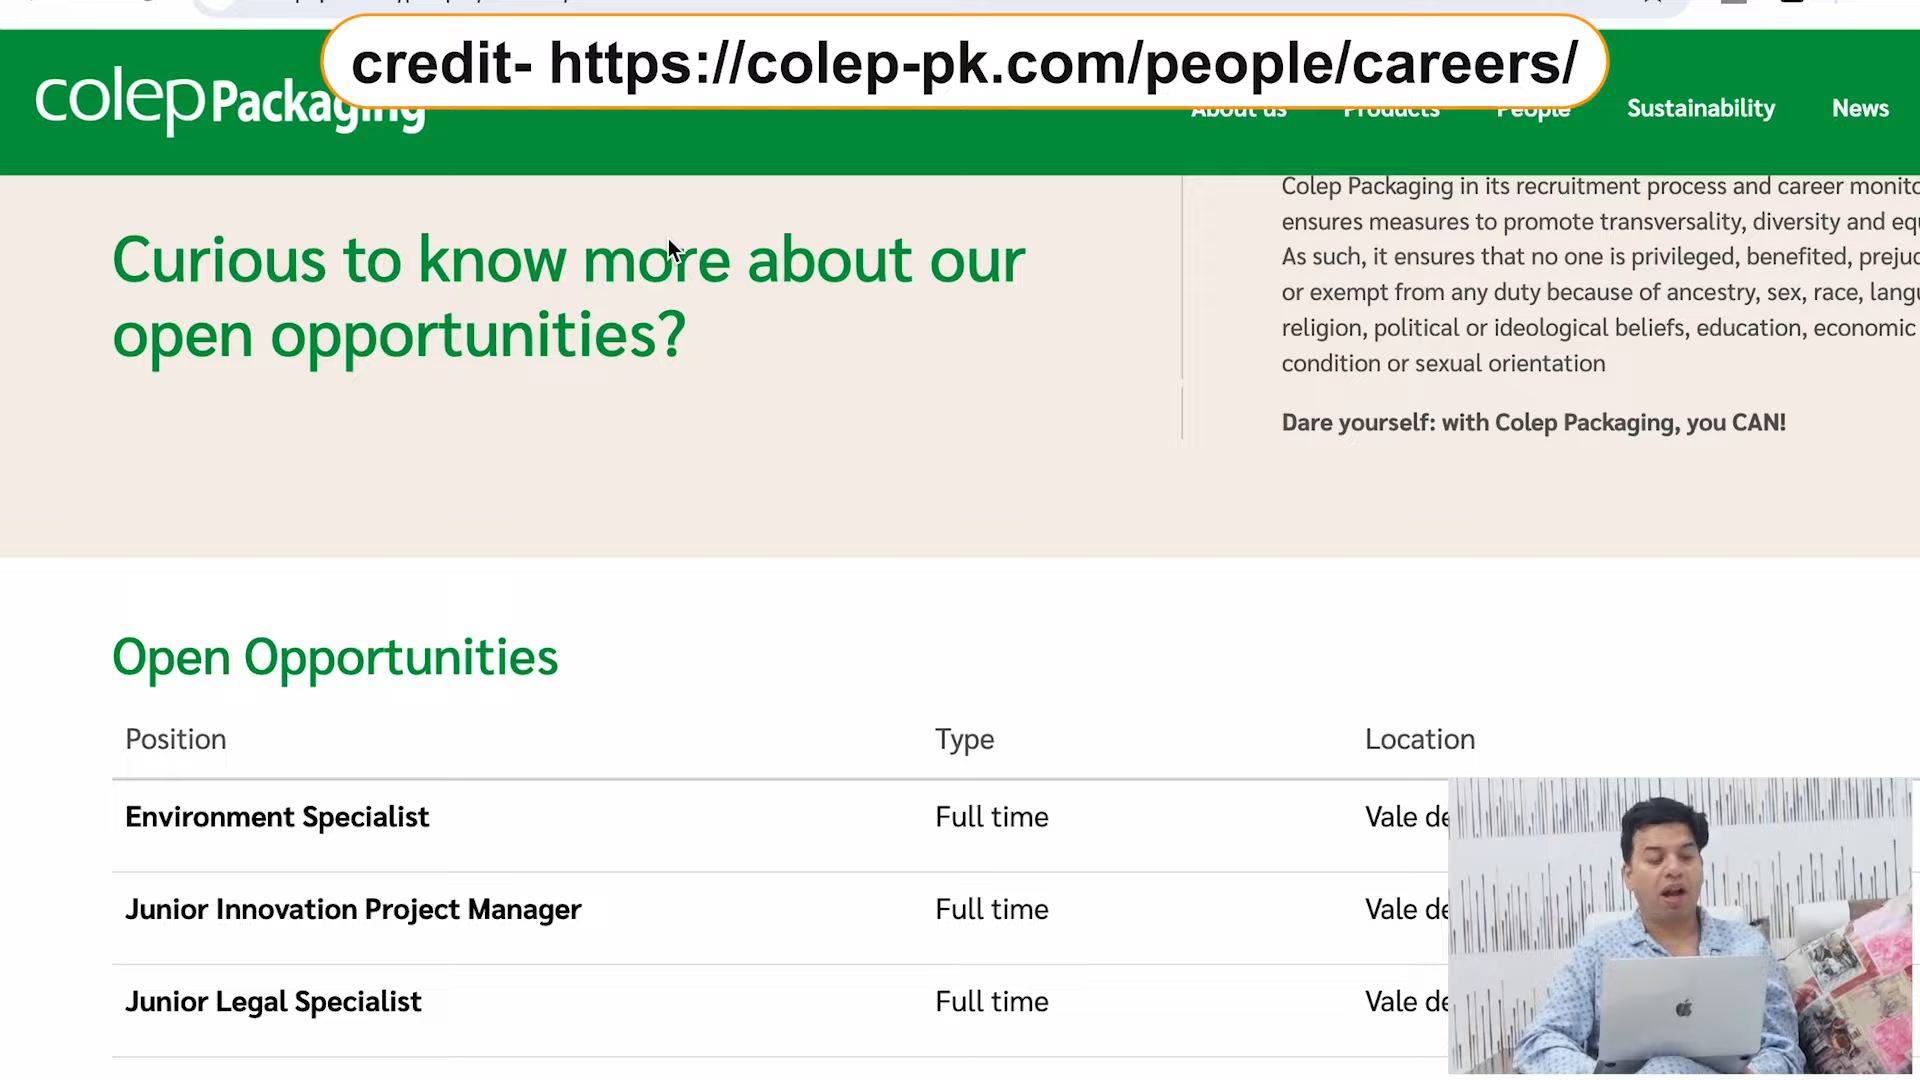 credit- https://colep-pk.com/people/careers/
colep Packaging
About us Products People Sustainability News
Curious to know more about our
open opportunities?
Colep Packaging in its recruitment process and career
ensures measures to promote transversality, diversity and
As such, it ensures that no one is privileged, benefited,
or exempt from any duty because of ancestry, sex, race,
religion, political or ideological beliefs, education, economic
condition or sexual orientation
Dare yourself: with Colep Packaging, you CAN!
Open Opportunities
Position Type Location
Environment Specialist Full time Vale de
Junior Innovation Project Manager Full time Vale de
Junior Legal Specialist Full time Vale de